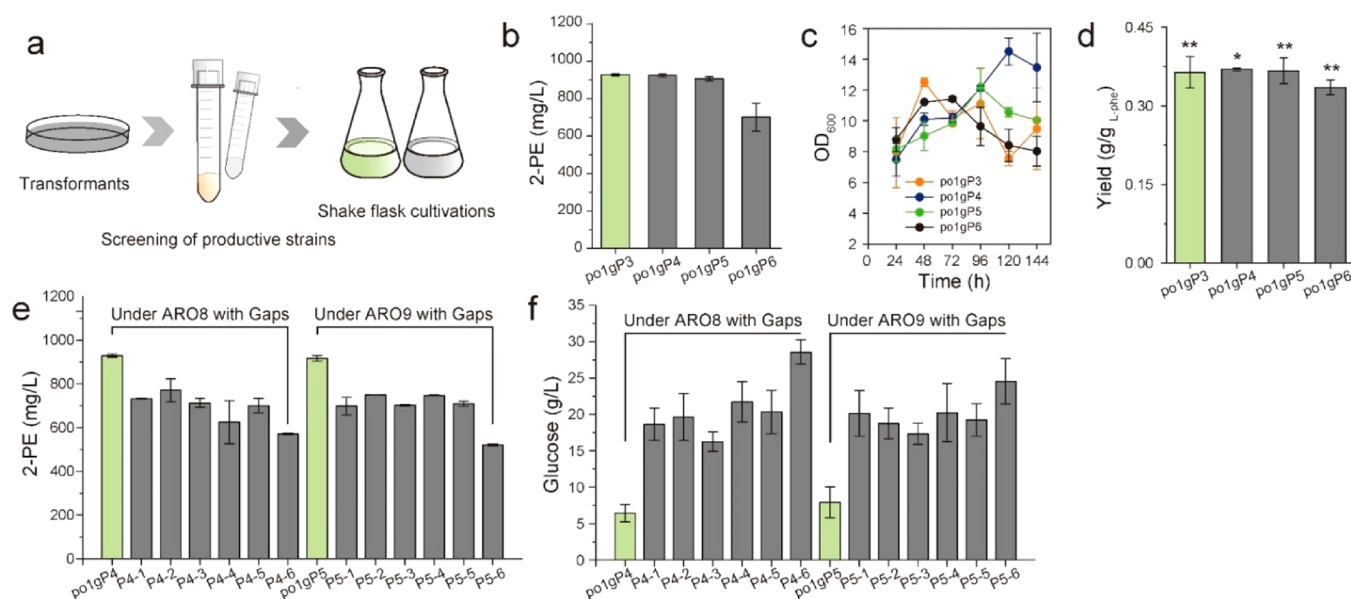 a
Transformants
Screening of productive strains
Shake flask cultivations
b
2-PE (mg/L)
1200
1000
800
600
400
200
0
po1gP3
po1gP4
po1gP5
po1gP6
c
OD600
16
14
12
10
8
6
4
2
po1gP3
po1gP4
po1gP5
po1gP6
0 24 48 72 96 120 144
Time (h)
d
Yield (g/g L-phe)
0.45
0.30
0.15
0.00
** * ** **
po1gP3
po1gP4
po1gP5
po1gP6
e
2-PE (mg/L)
1200
1000
800
600
400
200
0
Under ARO8 with Gaps
Under ARO9 with Gaps
po1gP4
P4-1
P4-2
P4-3
P4-4
P4-5
P4-6
po1gP5
P5-1
P5-2
P5-3
P5-4
P5-5
P5-6
f
Glucose (g/L)
35
30
25
20
15
10
5
0
Under ARO8 with Gaps
Under ARO9 with Gaps
po1gP4
P4-1
P4-2
P4-3
P4-4
P4-5
P4-6
po1gP5
P5-1
P5-2
P5-3
P5-4
P5-5
P5-6